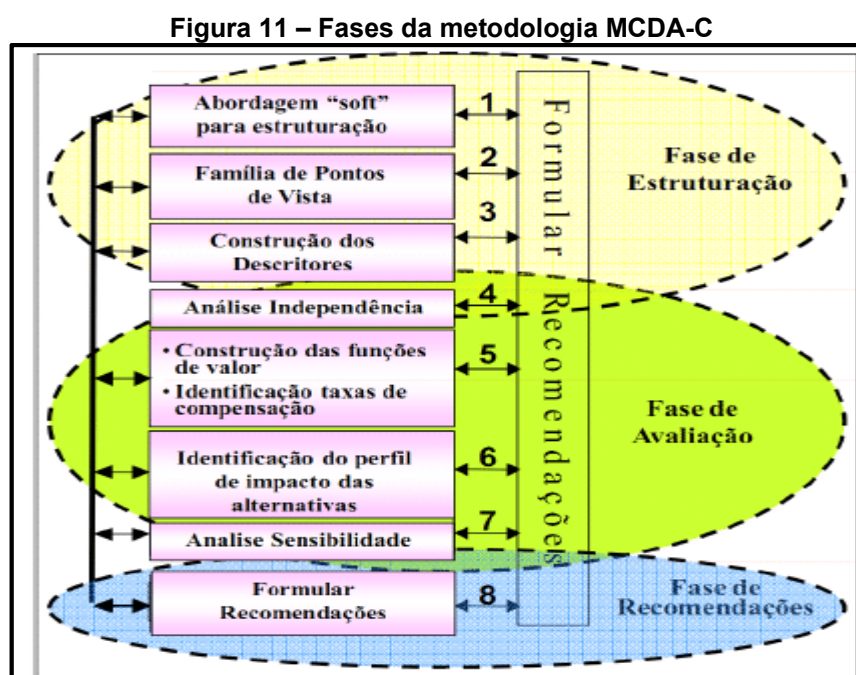 Figura 11 – Fases da metodologia MCDA-C
Abordagem “soft”
para estruturação
1
Família de Pontos
de Vista
2
Construção dos
Descritores
3
Análise Independência
4
• Construção das funções
de valor
• Identificação taxas de
compensação
5
Identificação do perfil
de impacto das
alternativas
6
Analise Sensibilidade
7
Formular
Recomendações
8
Formular Recomendações
Fase de
Estruturação
Fase de
Avaliação
Fase de
Recomendações